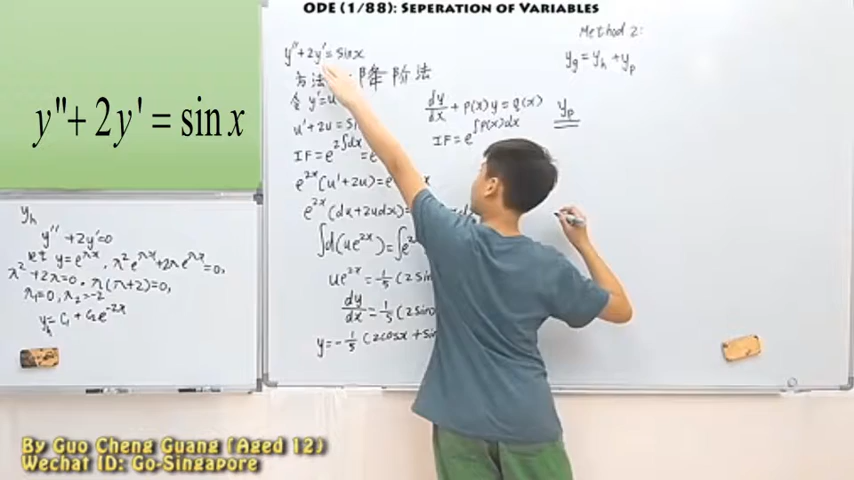 ODE (1/88): SEPERATION OF VARIABLES
y''+ 2y' = sin x
y''+2y'= sinx
方法
降阶法
令 y'=u
u'+2u = 
IF = e^{2∫dx} = e
e^{2x}(u'+2u) = e
e^{2x}(du+2udx) = 
∫d(ue^{2x}) = ∫e
ue^{2x} = 1/5 (2sin
dy/dx = 1/5 (2sin
y = -1/5 (2cosx + sin
dy/dx + P(x)y = Q(x)
IF = e^{∫P(x)dx}
y_p
Method 2:
y_g = y_h + y_p
y_h
y'' +2y'=0
let y=e^{λx}, λ²e^{λx}+2λe^{λx}=0,
λ²+2λ=0, λ(λ+2)=0,
λ₁=0, λ₂=-2
y_h = C₁ + C₂e^{-2x}
By Guo Cheng Guang (Aged 12)
Wechat ID: Go-Singapore